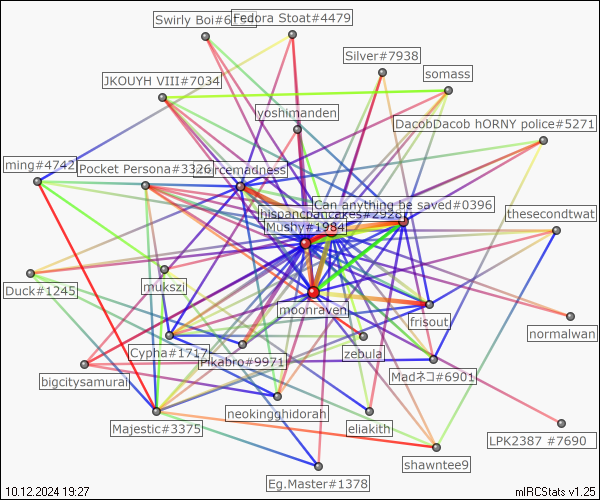 Swirly Boi#6
Fedora Stoat#4479
Silver#7938
somass
JKOUYH VIII#7034
yoshimanden
DacobDacob hORNY police#5271
ming#4742
Pocket Persona#3326
rcemadness
Can anything be saved#0396
hispancpancakes#2928
thesecondtwat
Mushy#1984
Duck#1245
mukszi
moonraven
frisout
normalwan
Cypha#1717
Pikabro#9971
zebula
bigcitysamurai
Madネコ#6901
neokingghidorah
Majestic#3375
eliakith
LPK2387 #7690
shawntee9
Eg.Master#1378
10.12.2024 19:27
mIRCStats v1.25